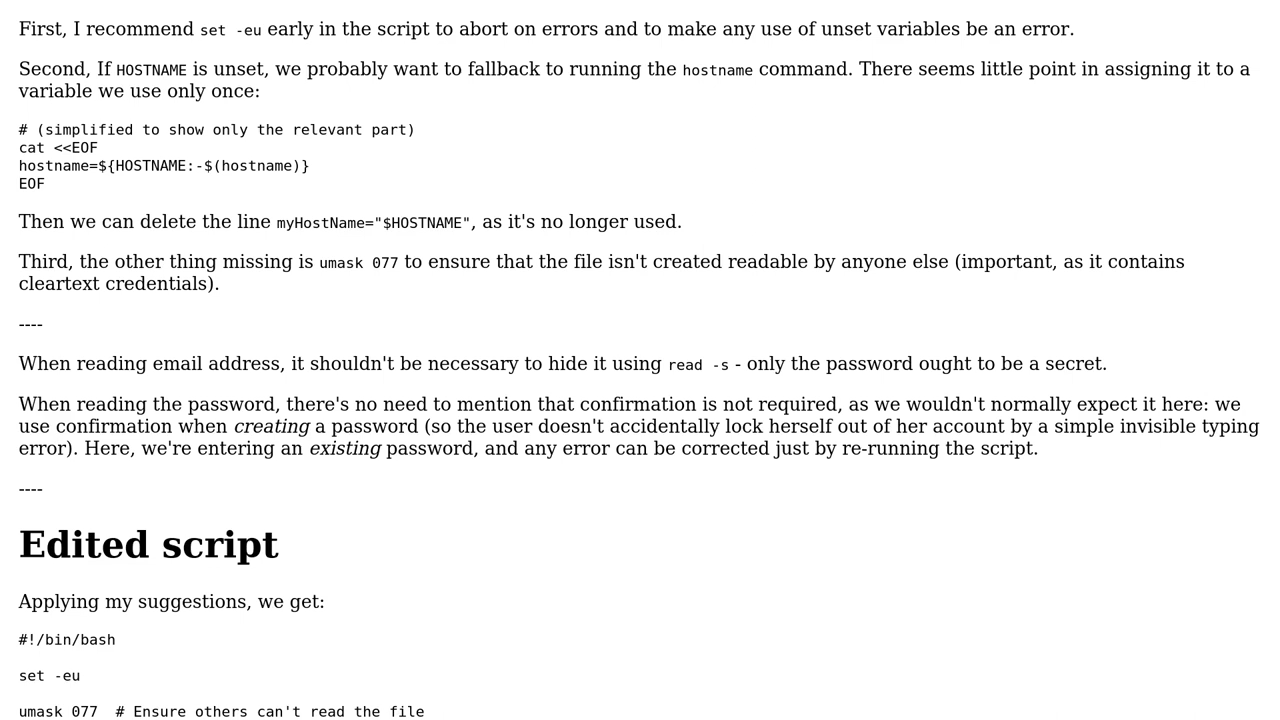 First, I recommend set -eu early in the script to abort on errors and to make any use of unset variables be an error.
Second, If HOSTNAME is unset, we probably want to fallback to running the hostname command. There seems little point in assigning it to a
variable we use only once:
# (simplified to show only the relevant part)
cat <<EOF
hostname=${HOSTNAME:-$(hostname)}
EOF
Then we can delete the line myHostName="$HOSTNAME", as it's no longer used.
Third, the other thing missing is umask 077 to ensure that the file isn't created readable by anyone else (important, as it contains
cleartext credentials).
----
When reading email address, it shouldn't be necessary to hide it using read -s - only the password ought to be a secret.
When reading the password, there's no need to mention that confirmation is not required, as we wouldn't normally expect it here: we
use confirmation when creating a password (so the user doesn't accidentally lock herself out of her account by a simple invisible typing
error). Here, we're entering an existing password, and any error can be corrected just by re-running the script.
----
Edited script
Applying my suggestions, we get:
#!/bin/bash
set -eu
umask 077  # Ensure others can't read the file